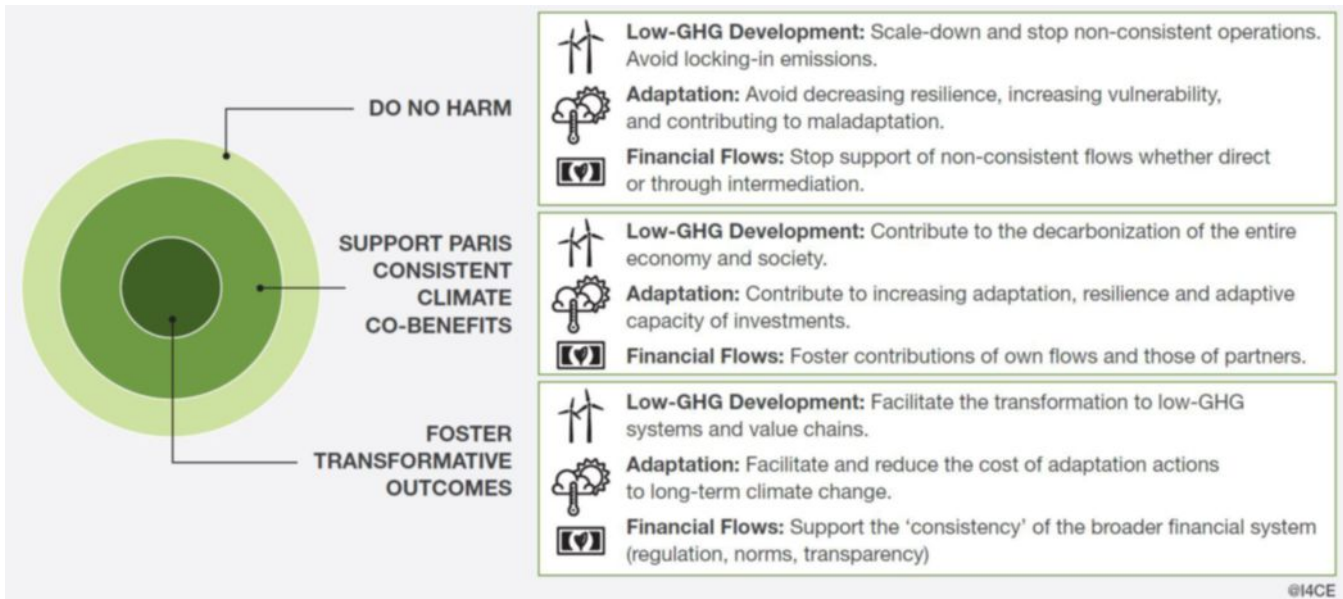 DO NO HARM
Low-GHG Development: Scale-down and stop non-consistent operations.
Avoid locking-in emissions.
Adaptation: Avoid decreasing resilience, increasing vulnerability,
and contributing to maladaptation.
Financial Flows: Stop support of non-consistent flows whether direct
or through intermediation.
SUPPORT PARIS
CONSISTENT
CLIMATE
CO-BENEFITS
Low-GHG Development: Contribute to the decarbonization of the entire
economy and society.
Adaptation: Contribute to increasing adaptation, resilience and adaptive
capacity of investments.
Financial Flows: Foster contributions of own flows and those of partners.
FOSTER
TRANSFORMATIVE
OUTCOMES
Low-GHG Development: Facilitate the transformation to low-GHG
systems and value chains.
Adaptation: Facilitate and reduce the cost of adaptation actions
to long-term climate change.
Financial Flows: Support the ‘consistency’ of the broader financial system
(regulation, norms, transparency)
@I4CE